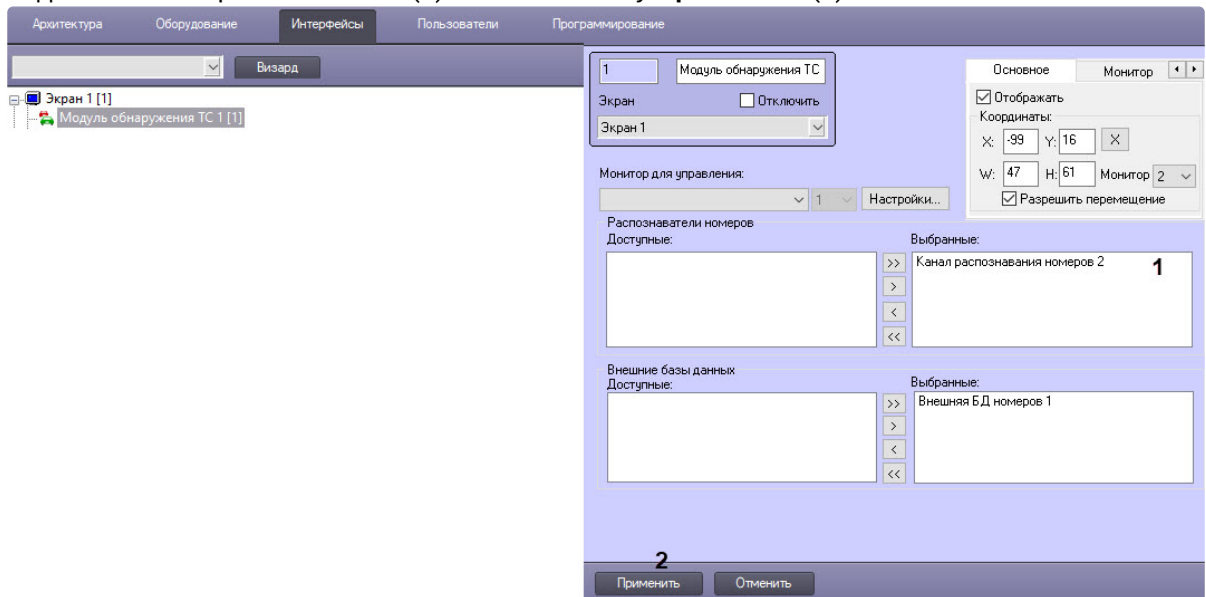 Архитектура Оборудование Интерфейсы Пользователи Программирование
Визард
Экран 1 [1]
Модуль обнаружения ТС 1 [1]
1 Модуль обнаружения ТС
Экран Отключить
Экран 1
Основное Монитор
Отображать
Координаты:
X: -99 Y: 16 X
W: 47 H: 61 Монитор 2
Разрешить перемещение
Монитор для управления:
1 Настройки...
Распознаватели номеров
Доступные: Выбранные:
>> Канал распознавания номеров 2 1
>
<
<<
Внешние базы данных
Доступные: Выбранные:
>> Внешняя БД номеров 1
>
<
<<
2
Применить Отменить